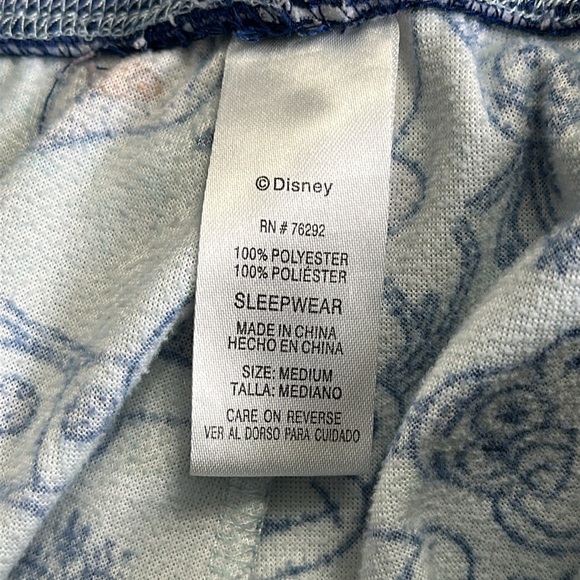 ©Disney
RN # 76292
100% POLYESTER
100% POLIÉSTER
SLEEPWEAR
MADE IN CHINA
HECHO EN CHINA
SIZE: MEDIUM
TALLA: MEDIANO
CARE ON REVERSE
VER AL DORSO PARA CUIDADO